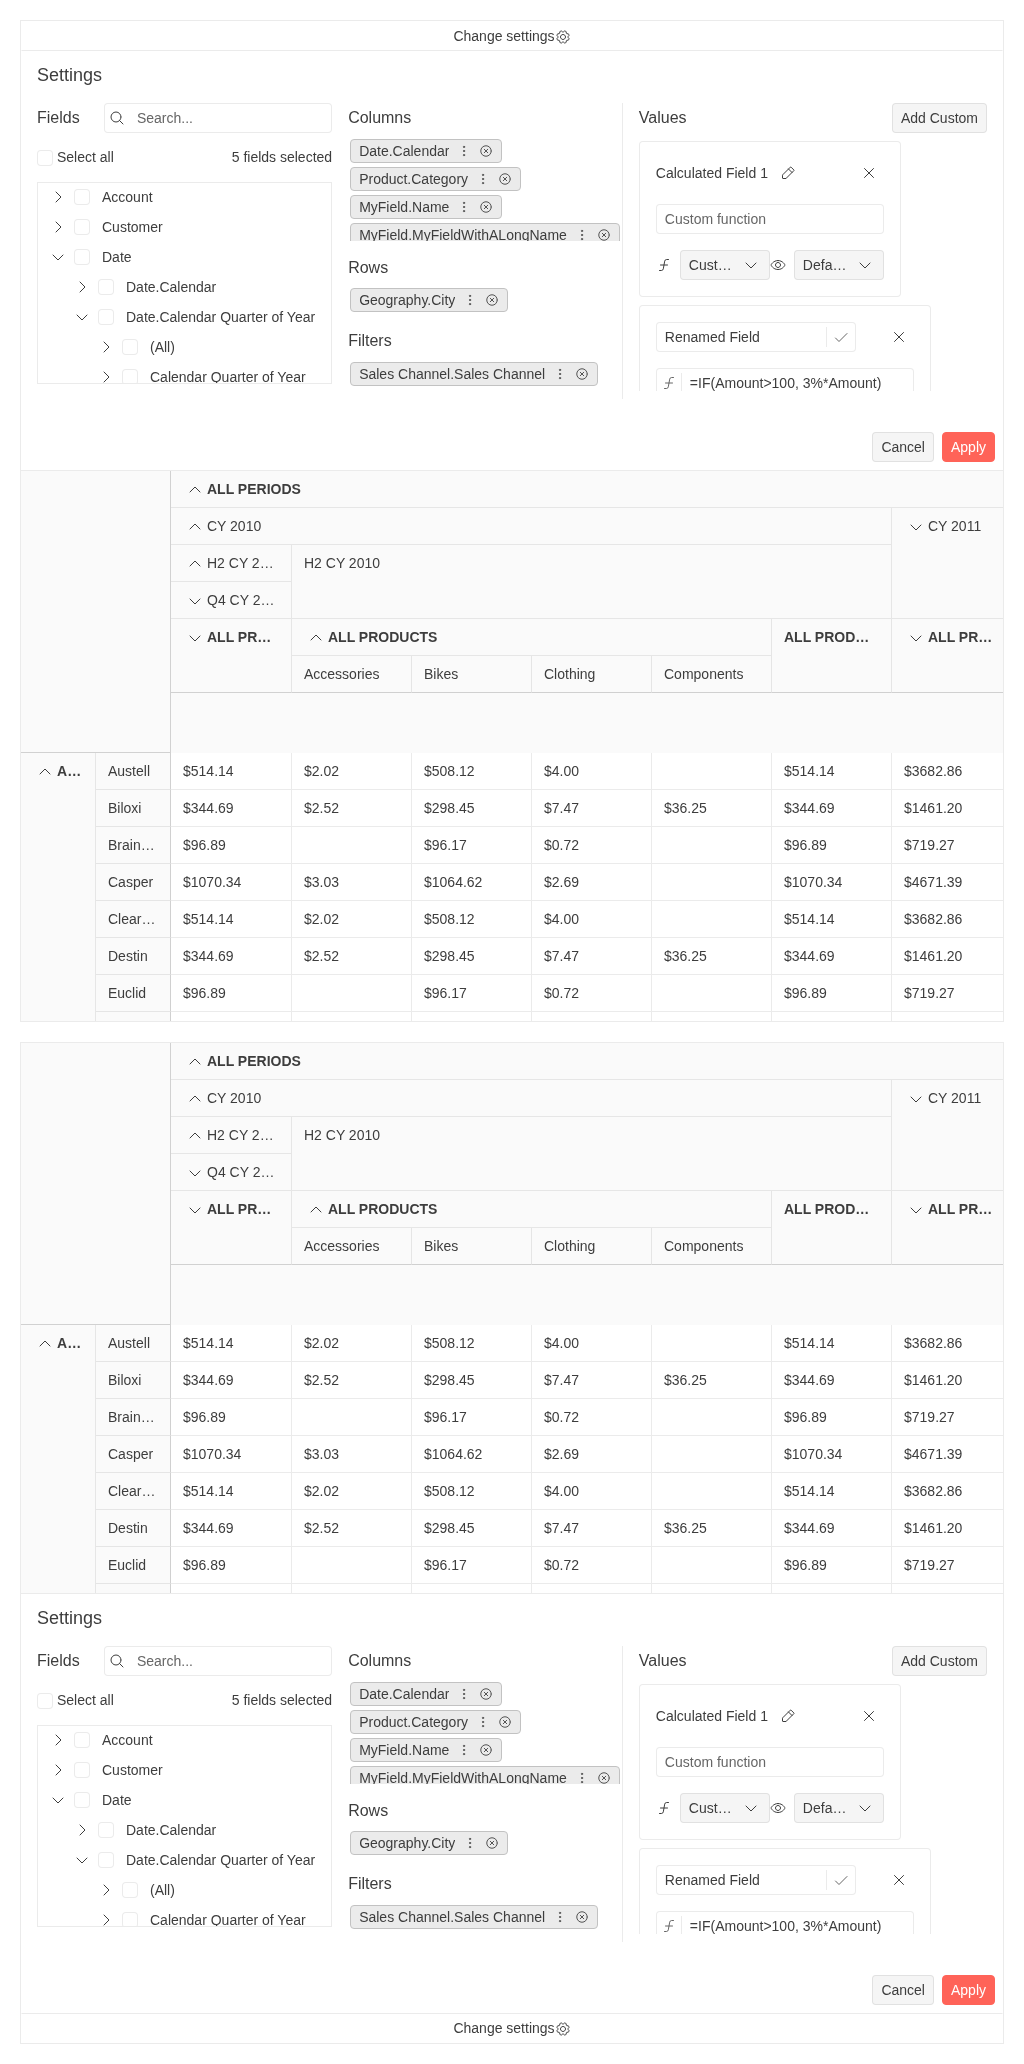 Change settings
Settings
Fields
Search...
Select all
5 fields selected
Account
Customer
Date
Date.Calendar
Date.Calendar Quarter of Year
(All)
Calendar Quarter of Year
Columns
Date.Calendar
Product.Category
MyField.Name
MyField.MyFieldWithALongName
Rows
Geography.City
Filters
Sales Channel.Sales Channel
Values
Add Custom
Calculated Field 1
Custom function
Cust…
Defa…
Renamed Field
=IF(Amount>100, 3%*Amount)
Cancel
Apply
ALL PERIODS
CY 2010
CY 2011
H2 CY 2…
H2 CY 2010
Q4 CY 2…
ALL PR…
ALL PRODUCTS
ALL PROD…
ALL PR…
Accessories
Bikes
Clothing
Components
A… Austell $514.14 $2.02 $508.12 $4.00 $514.14 $3682.86
Biloxi $344.69 $2.52 $298.45 $7.47 $36.25 $344.69 $1461.20
Brain… $96.89 $96.17 $0.72 $96.89 $719.27
Casper $1070.34 $3.03 $1064.62 $2.69 $1070.34 $4671.39
Clear… $514.14 $2.02 $508.12 $4.00 $514.14 $3682.86
Destin $344.69 $2.52 $298.45 $7.47 $36.25 $344.69 $1461.20
Euclid $96.89 $96.17 $0.72 $96.89 $719.27
ALL PERIODS
CY 2010
CY 2011
H2 CY 2…
H2 CY 2010
Q4 CY 2…
ALL PR…
ALL PRODUCTS
ALL PROD…
ALL PR…
Accessories
Bikes
Clothing
Components
A… Austell $514.14 $2.02 $508.12 $4.00 $514.14 $3682.86
Biloxi $344.69 $2.52 $298.45 $7.47 $36.25 $344.69 $1461.20
Brain… $96.89 $96.17 $0.72 $96.89 $719.27
Casper $1070.34 $3.03 $1064.62 $2.69 $1070.34 $4671.39
Clear… $514.14 $2.02 $508.12 $4.00 $514.14 $3682.86
Destin $344.69 $2.52 $298.45 $7.47 $36.25 $344.69 $1461.20
Euclid $96.89 $96.17 $0.72 $96.89 $719.27
Settings
Fields
Search...
Select all
5 fields selected
Account
Customer
Date
Date.Calendar
Date.Calendar Quarter of Year
(All)
Calendar Quarter of Year
Columns
Date.Calendar
Product.Category
MyField.Name
MyField.MyFieldWithALongName
Rows
Geography.City
Filters
Sales Channel.Sales Channel
Values
Add Custom
Calculated Field 1
Custom function
Cust…
Defa…
Renamed Field
=IF(Amount>100, 3%*Amount)
Cancel
Apply
Change settings